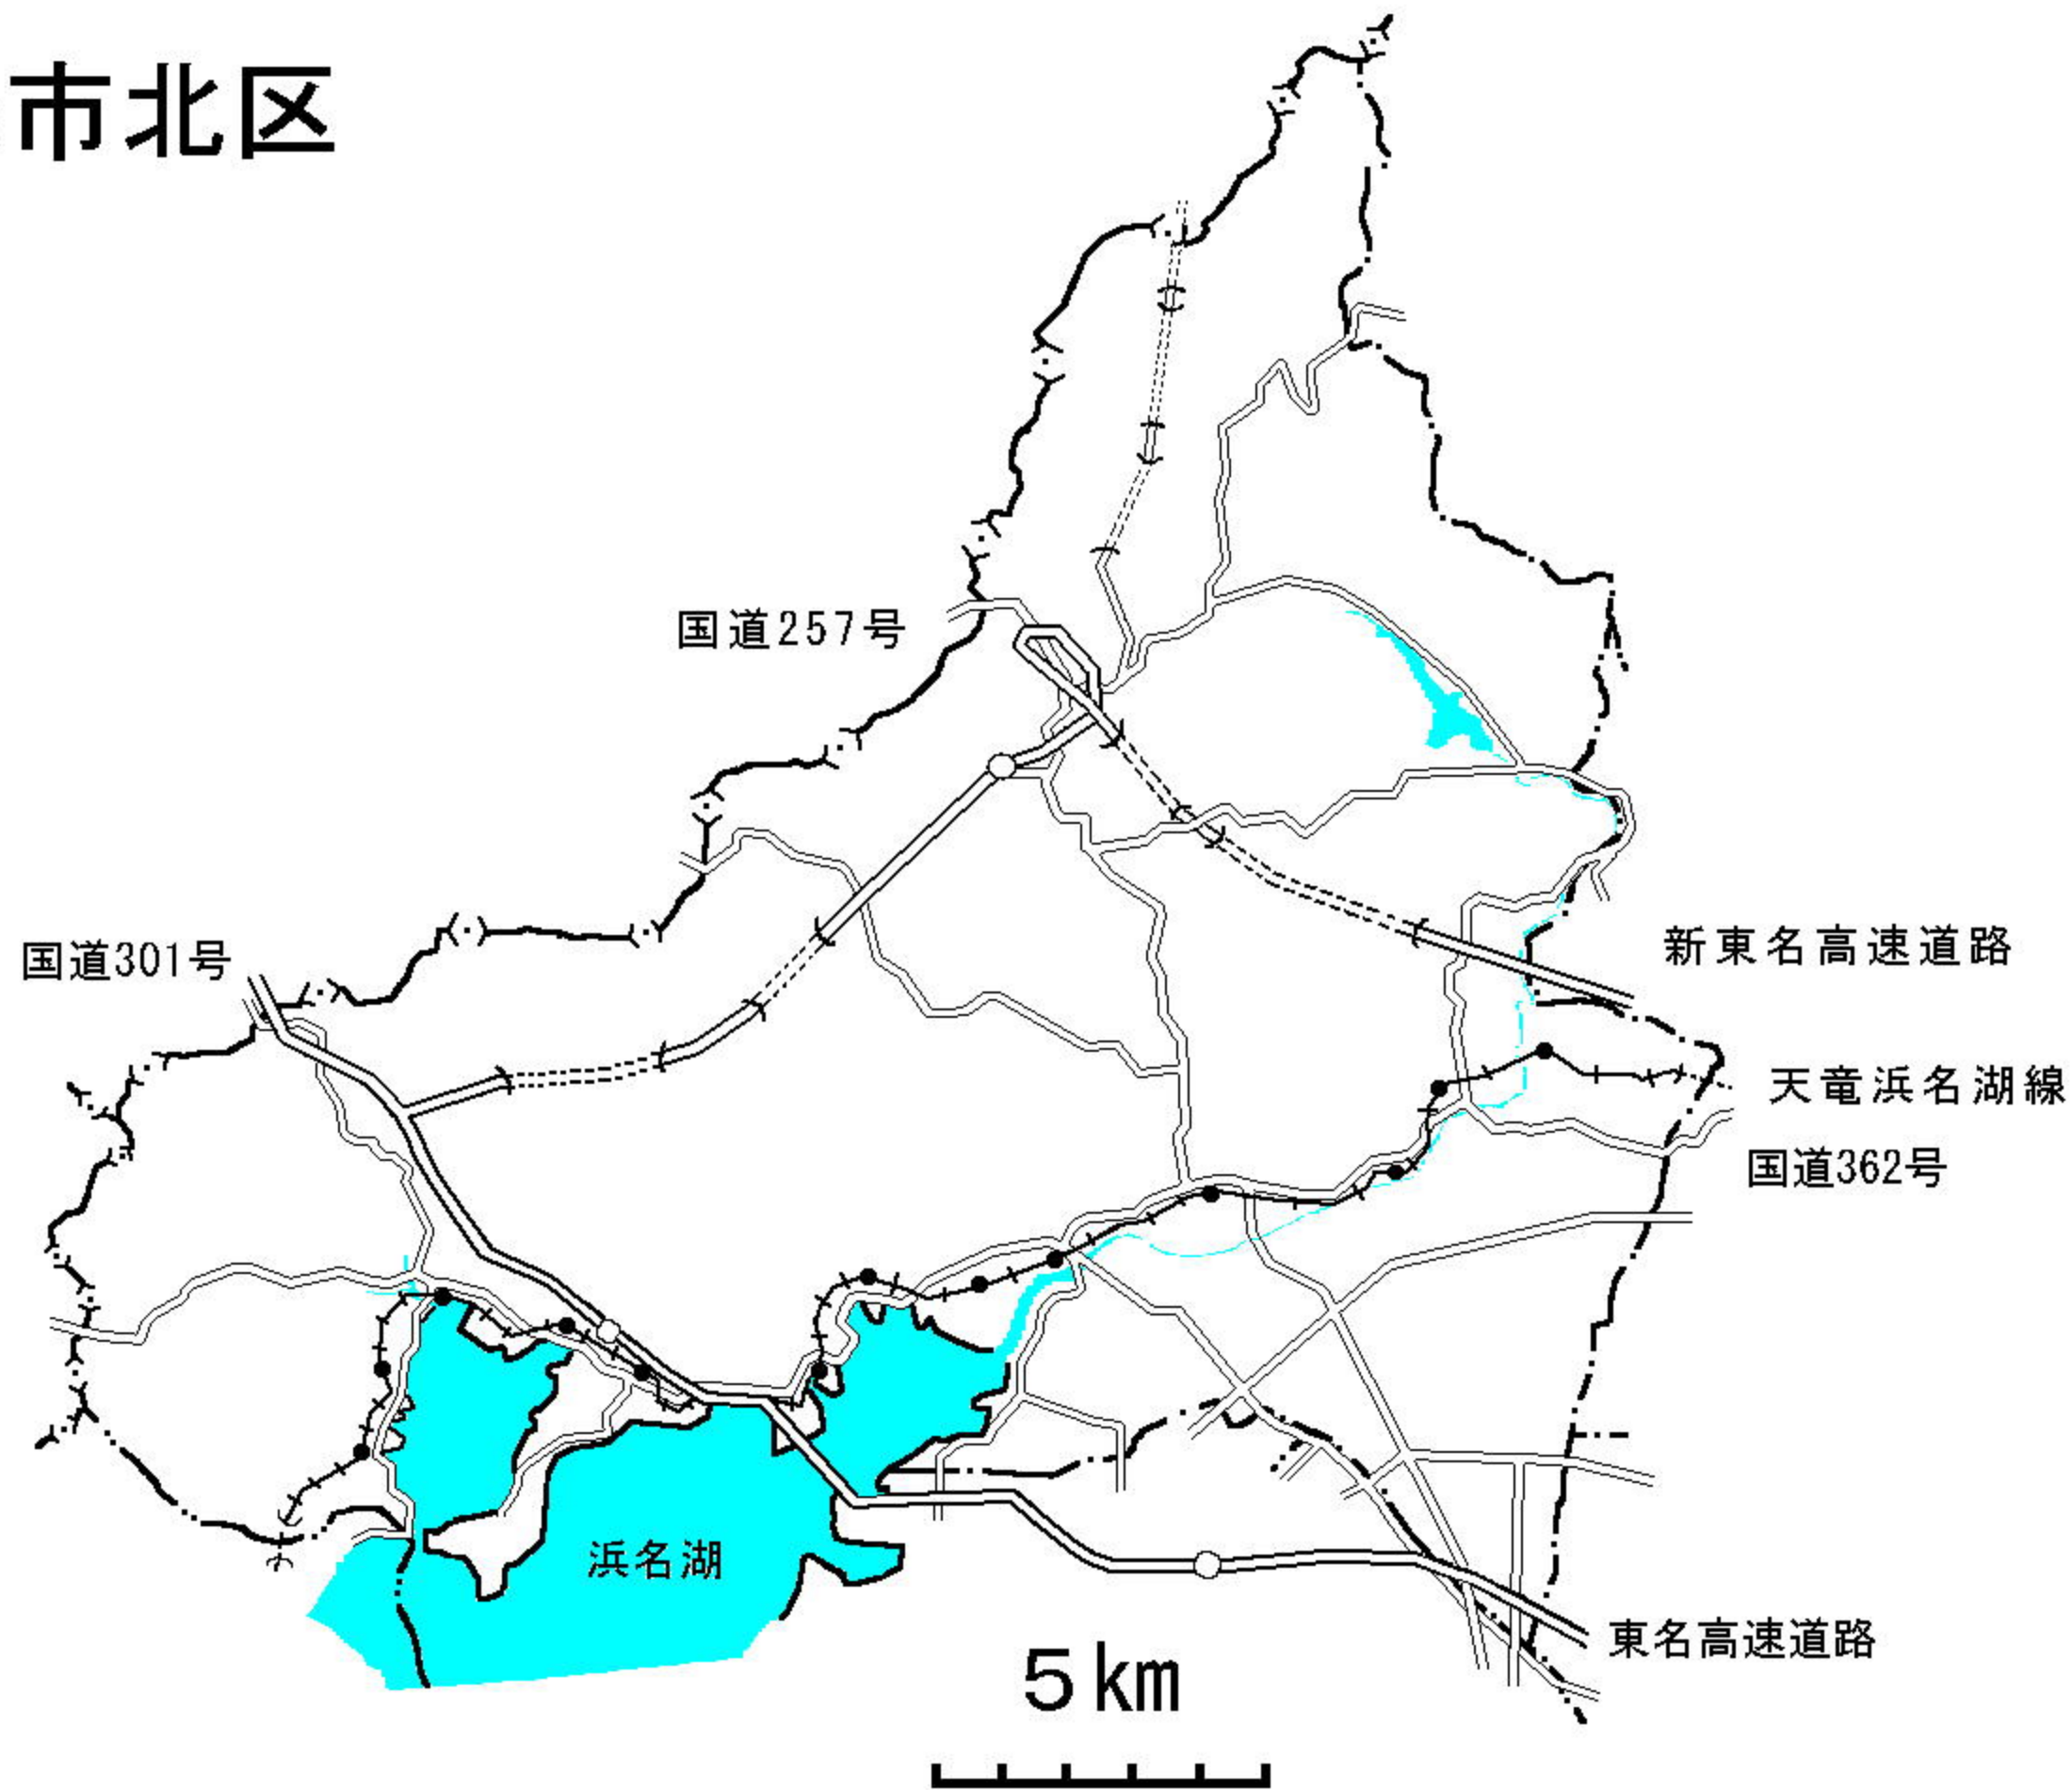 市北区
国道257号
国道301号
新東名高速道路
天竜浜名湖線
国道362号
浜名湖
東名高速道路
5km